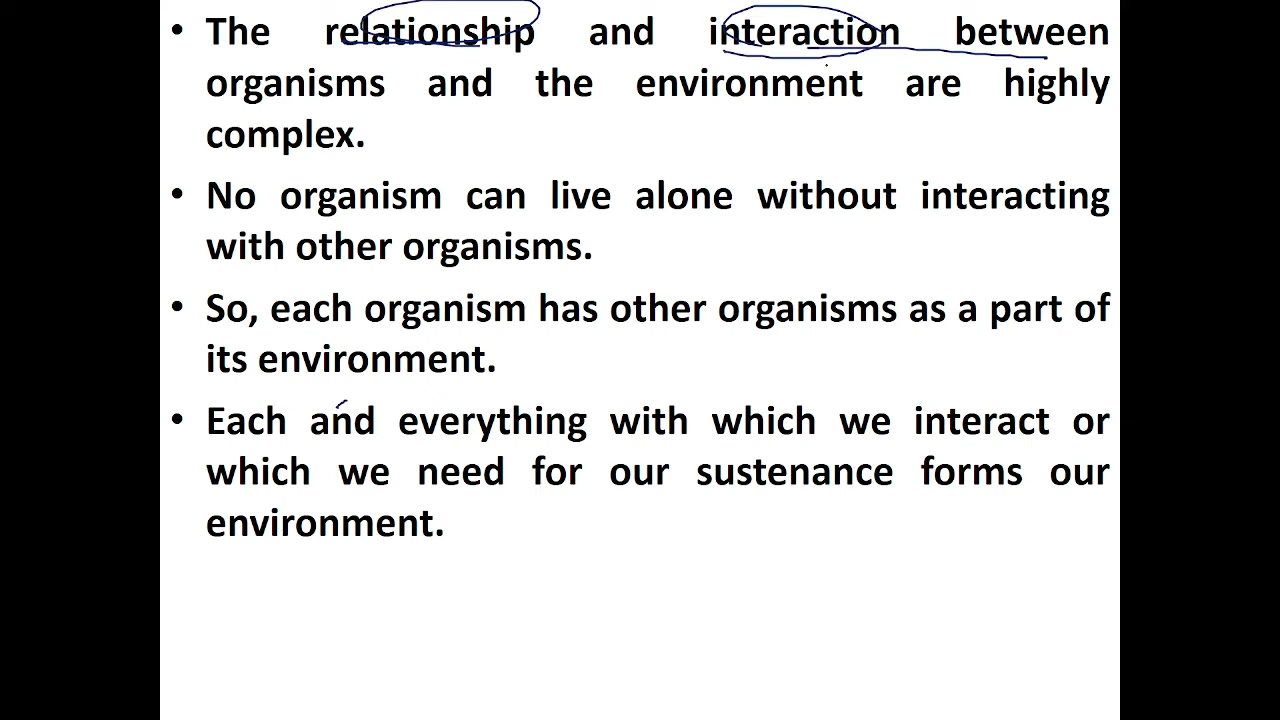 • The relationship and interaction between
organisms and the environment are highly
complex.
• No organism can live alone without interacting
with other organisms.
• So, each organism has other organisms as a part of
its environment.
• Each and everything with which we interact or
which we need for our sustenance forms our
environment.